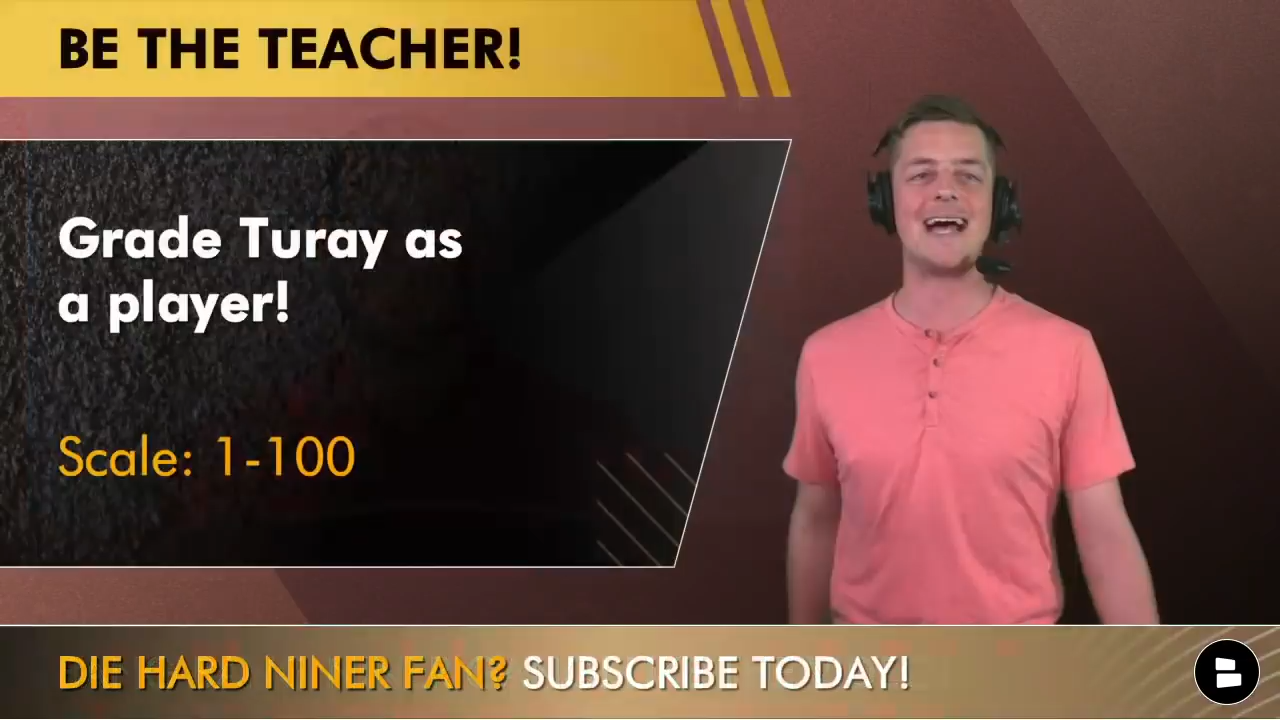 BE THE TEACHER!
Grade Turay as
a player!
Scale: 1-100
DIE HARD NINER FAN? SUBSCRIBE TODAY!